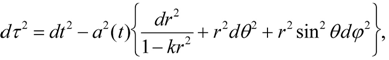 dτ² = dt² − a²(t){dr²/(1−kr²) + r²dθ² + r² sin² θdφ²},